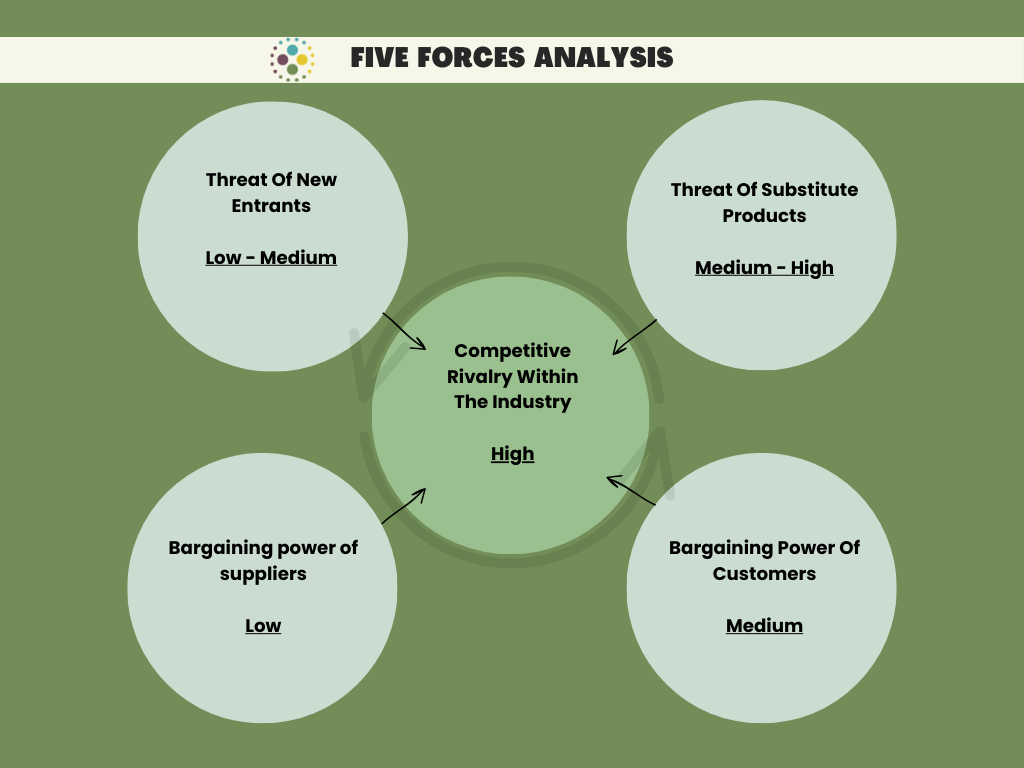 FIVE FORCES ANALYSIS
Threat Of New
Entrants
Low - Medium
Threat Of Substitute
Products
Medium - High
Competitive
Rivalry Within
The Industry
High
Bargaining power of
suppliers
Low
Bargaining Power Of
Customers
Medium